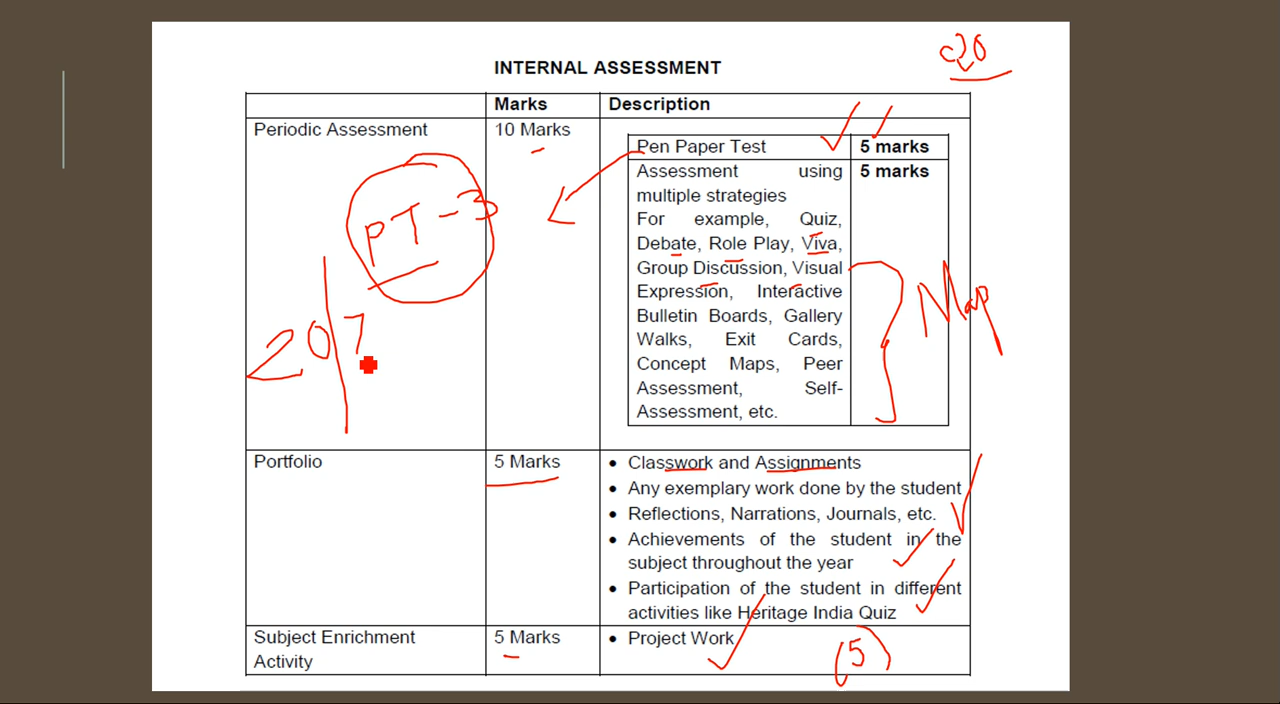 20
INTERNAL ASSESSMENT
Marks Description
Periodic Assessment 10 Marks
Pen Paper Test 5 marks
Assessment using 5 marks
multiple strategies
For example, Quiz,
Debate, Role Play, Viva,
Group Discussion, Visual
Expression, Interactive
Bulletin Boards, Gallery
Walks, Exit Cards,
Concept Maps, Peer
Assessment, Self-
Assessment, etc.
PT-3
Map
20 7
Portfolio 5 Marks • Classwork and Assignments
• Any exemplary work done by the student
• Reflections, Narrations, Journals, etc.
• Achievements of the student in the
subject throughout the year
• Participation of the student in different
activities like Heritage India Quiz
Subject Enrichment 5 Marks • Project Work
Activity
(5)